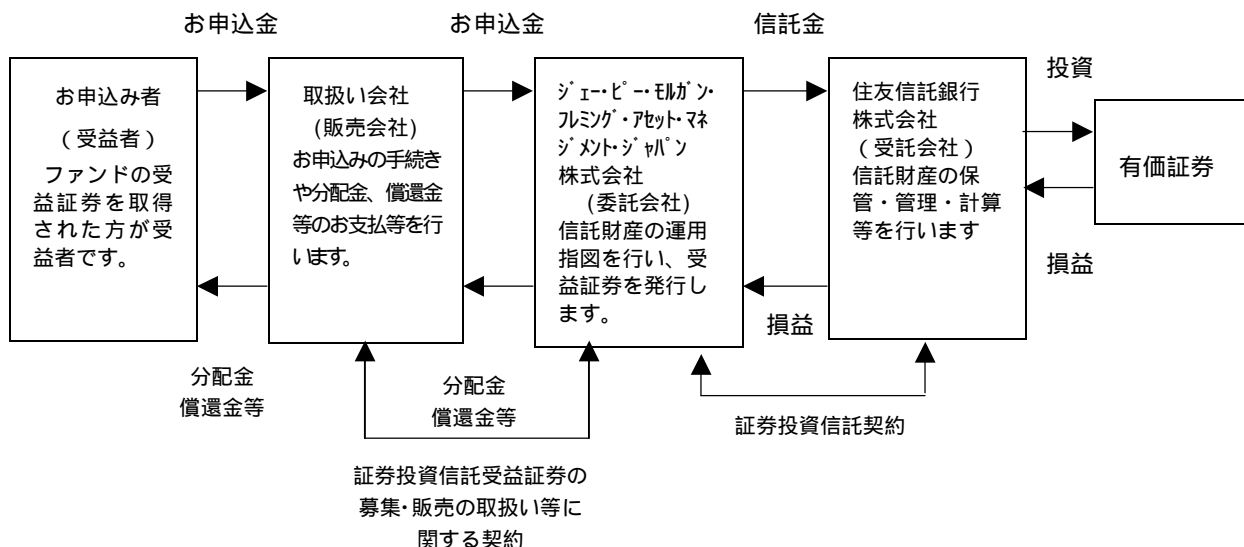 お申込金
お申込金
信託金
お申込み者
(受益者)
ファンドの受
益証券を取得
された方が受
益者です。
取扱い会社
(販売会社)
お申込みの手続き
や分配金、償還金
等のお支払等を行
います。
ｼﾞｪｰ･ﾋﾟｰ･ﾓﾙｶﾞﾝ･
ﾌﾚﾐﾝｸﾞ･ｱｾｯﾄ･ﾏﾈ
ｼﾞﾒﾝﾄ･ｼﾞｬﾊﾟﾝ
株式会社
(委託会社)
信託財産の運用
指図を行い、受
益証券を発行し
ます。
住友信託銀行
株式会社
(受託会社)
信託財産の保
管・管理・計算
等を行います
投資
有価証券
損益
損益
分配金
償還金等
分配金
償還金等
証券投資信託契約
証券投資信託受益証券の
募集･販売の取扱い等に
関する契約